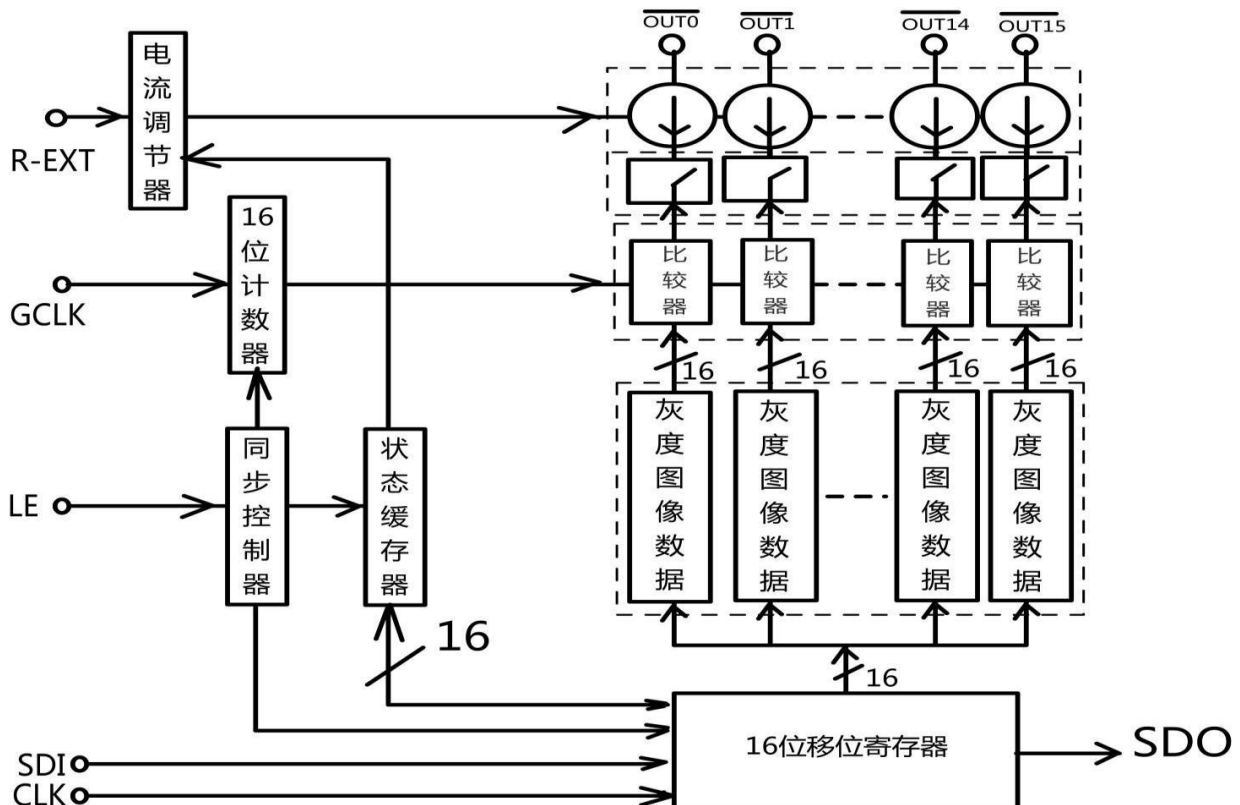 OUT0 OUT1 OUT14 OUT15
电流调节器
R-EXT
16位计数器
GCLK
比较器 比较器 比较器 比较器
16 16 16 16
同步控制器
状态缓存器
LE
灰度图像数据 灰度图像数据 灰度图像数据 灰度图像数据
16
16
16位移位寄存器
SDO
SDI
CLK